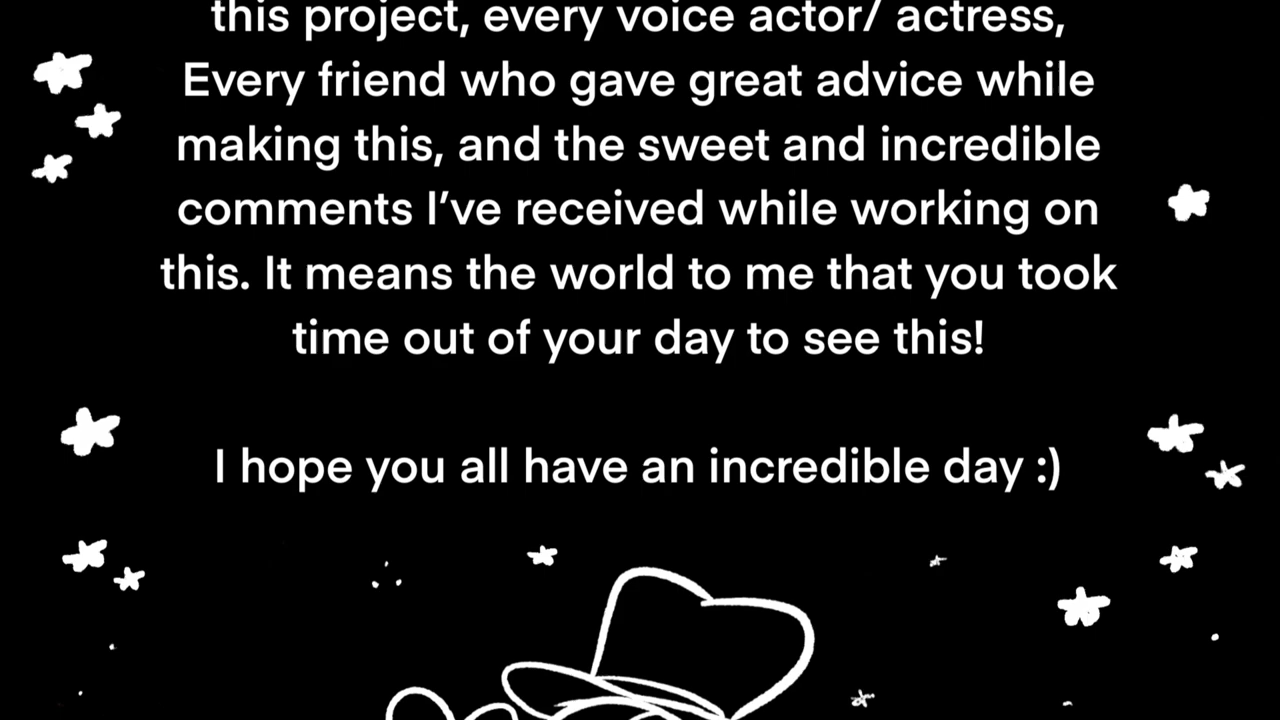 this project, every voice actor/ actress,
Every friend who gave great advice while
making this, and the sweet and incredible
comments I’ve received while working on
this. It means the world to me that you took
time out of your day to see this!
I hope you all have an incredible day :)